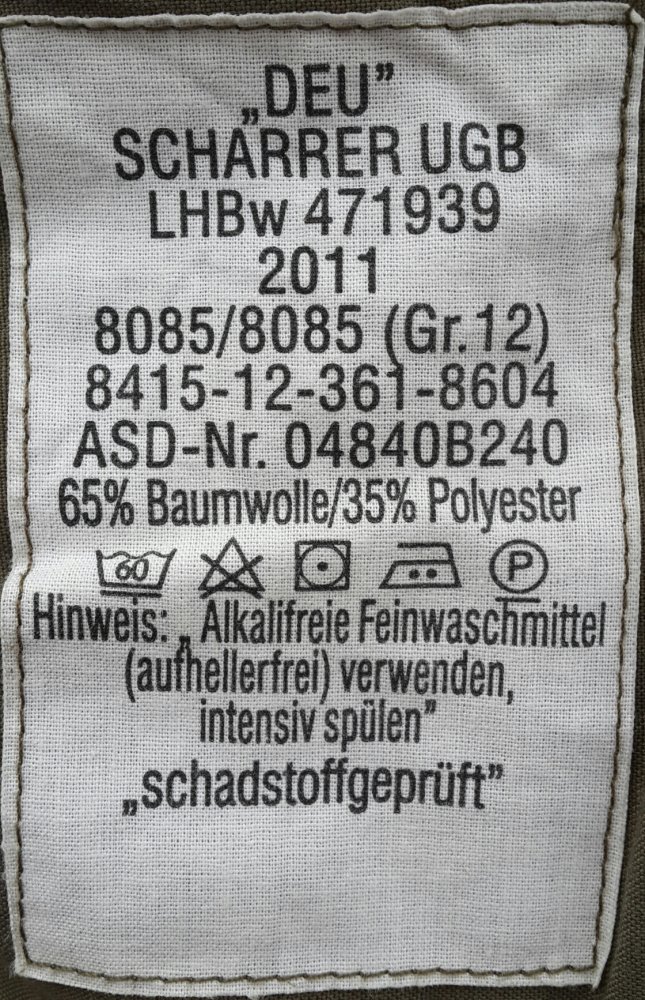 „DEU”
SCHARRER UGB
LHBw 471939
2011
8085/8085 (Gr.12)
8415-12-361-8604
ASD-Nr. 04840B240
65% Baumwolle/35% Polyester
60 P
Hinweis: „ Alkalifreie Feinwaschmittel
(aufhellerfrei) verwenden,
intensiv spülen”
„schadstoffgeprüft”